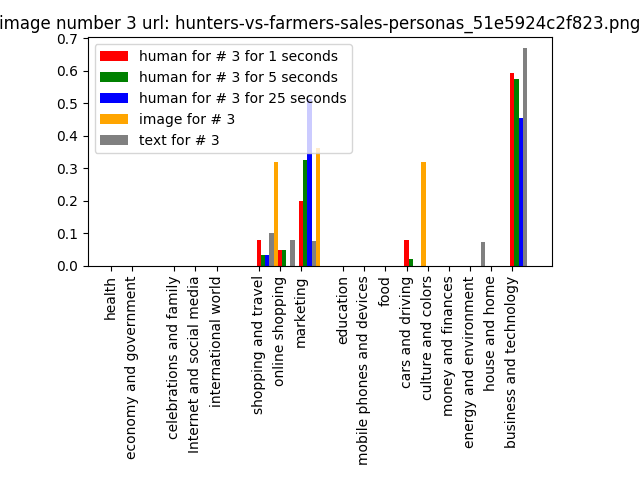 image number 3 url: hunters-vs-farmers-sales-personas_51e5924c2f823.png
0.7
0.6
0.5
0.4
0.3
0.2
0.1
0.0
human for # 3 for 1 seconds
human for # 3 for 5 seconds
human for # 3 for 25 seconds
image for # 3
text for # 3
health
economy and government
celebrations and family
Internet and social media
international world
shopping and travel
online shopping
marketing
education
mobile phones and devices
food
cars and driving
culture and colors
money and finances
energy and environment
house and home
business and technology